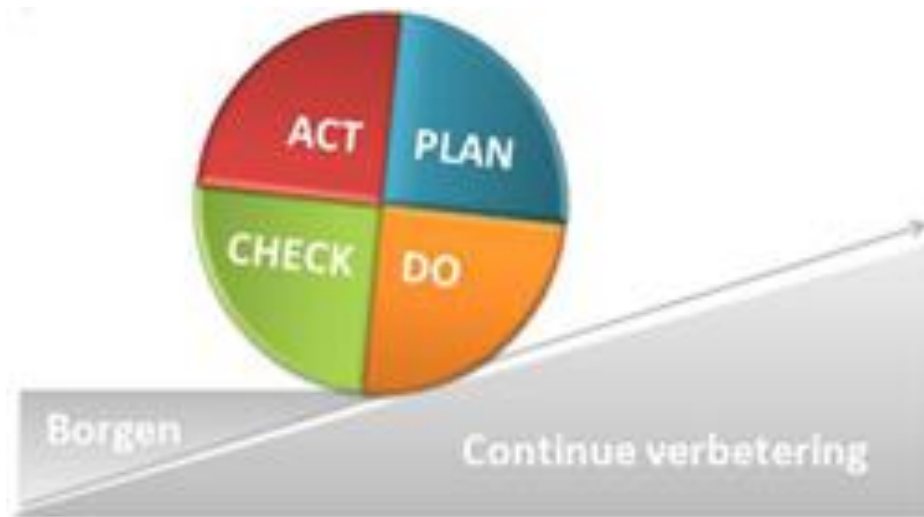 ACT
PLAN
CHECK
DO
Borgen
Continue verbetering